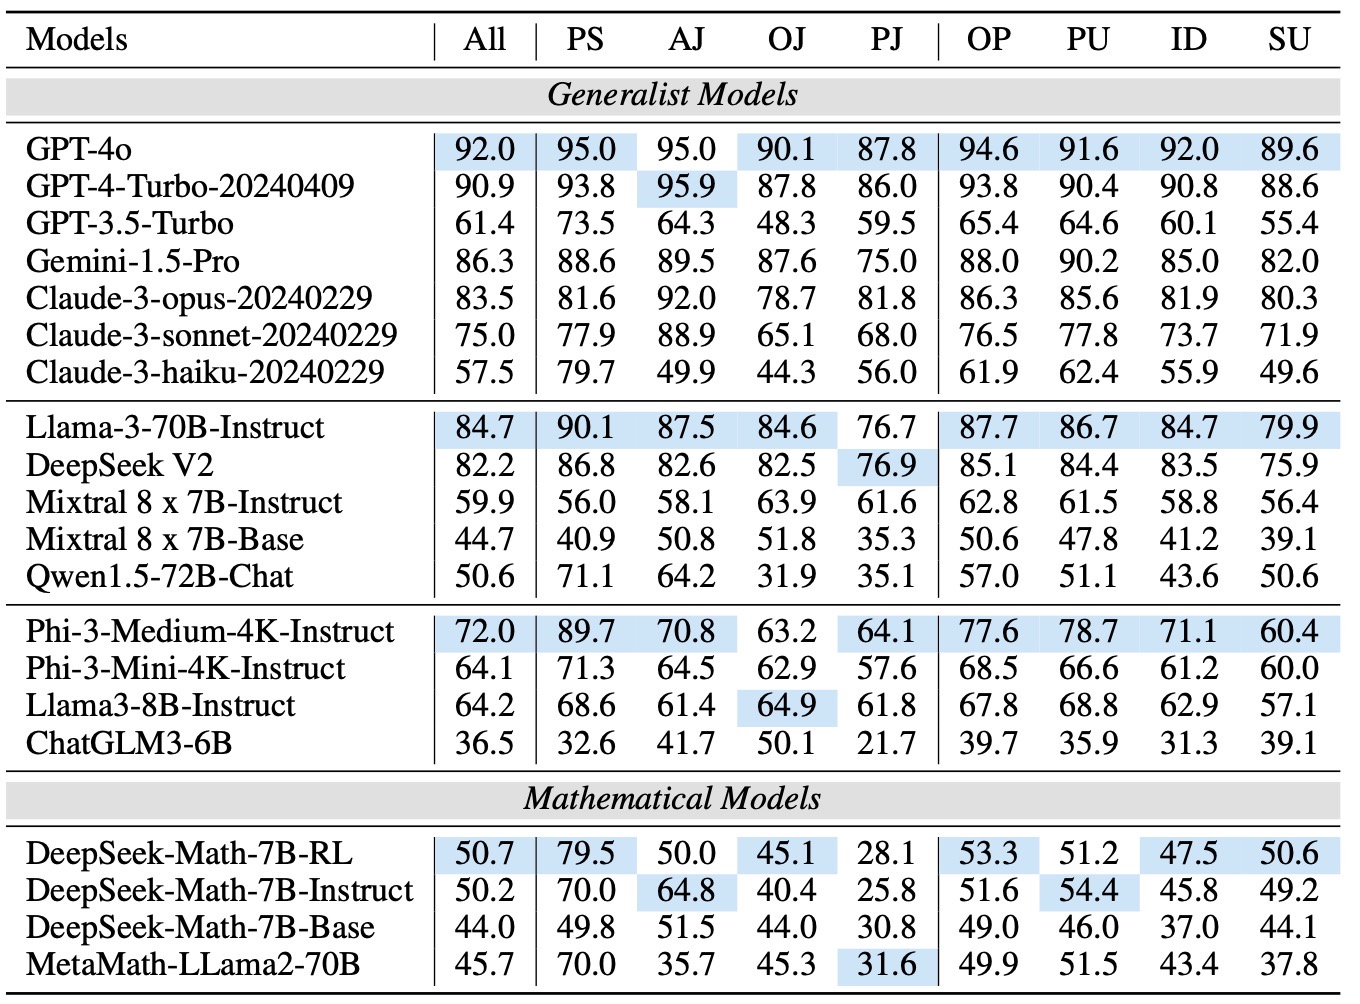 Models All PS AJ OJ PJ OP PU ID SU
Generalist Models
GPT-4o 92.0 95.0 95.0 90.1 87.8 94.6 91.6 92.0 89.6
GPT-4-Turbo-20240409 90.9 93.8 95.9 87.8 86.0 93.8 90.4 90.8 88.6
GPT-3.5-Turbo 61.4 73.5 64.3 48.3 59.5 65.4 64.6 60.1 55.4
Gemini-1.5-Pro 86.3 88.6 89.5 87.6 75.0 88.0 90.2 85.0 82.0
Claude-3-opus-20240229 83.5 81.6 92.0 78.7 81.8 86.3 85.6 81.9 80.3
Claude-3-sonnet-20240229 75.0 77.9 88.9 65.1 68.0 76.5 77.8 73.7 71.9
Claude-3-haiku-20240229 57.5 79.7 49.9 44.3 56.0 61.9 62.4 55.9 49.6
Llama-3-70B-Instruct 84.7 90.1 87.5 84.6 76.7 87.7 86.7 84.7 79.9
DeepSeek V2 82.2 86.8 82.6 82.5 76.9 85.1 84.4 83.5 75.9
Mixtral 8 x 7B-Instruct 59.9 56.0 58.1 63.9 61.6 62.8 61.5 58.8 56.4
Mixtral 8 x 7B-Base 44.7 40.9 50.8 51.8 35.3 50.6 47.8 41.2 39.1
Qwen1.5-72B-Chat 50.6 71.1 64.2 31.9 35.1 57.0 51.1 43.6 50.6
Phi-3-Medium-4K-Instruct 72.0 89.7 70.8 63.2 64.1 77.6 78.7 71.1 60.4
Phi-3-Mini-4K-Instruct 64.1 71.3 64.5 62.9 57.6 68.5 66.6 61.2 60.0
Llama3-8B-Instruct 64.2 68.6 61.4 64.9 61.8 67.8 68.8 62.9 57.1
ChatGLM3-6B 36.5 32.6 41.7 50.1 21.7 39.7 35.9 31.3 39.1
Mathematical Models
DeepSeek-Math-7B-RL 50.7 79.5 50.0 45.1 28.1 53.3 51.2 47.5 50.6
DeepSeek-Math-7B-Instruct 50.2 70.0 64.8 40.4 25.8 51.6 54.4 45.8 49.2
DeepSeek-Math-7B-Base 44.0 49.8 51.5 44.0 30.8 49.0 46.0 37.0 44.1
MetaMath-LLama2-70B 45.7 70.0 35.7 45.3 31.6 49.9 51.5 43.4 37.8